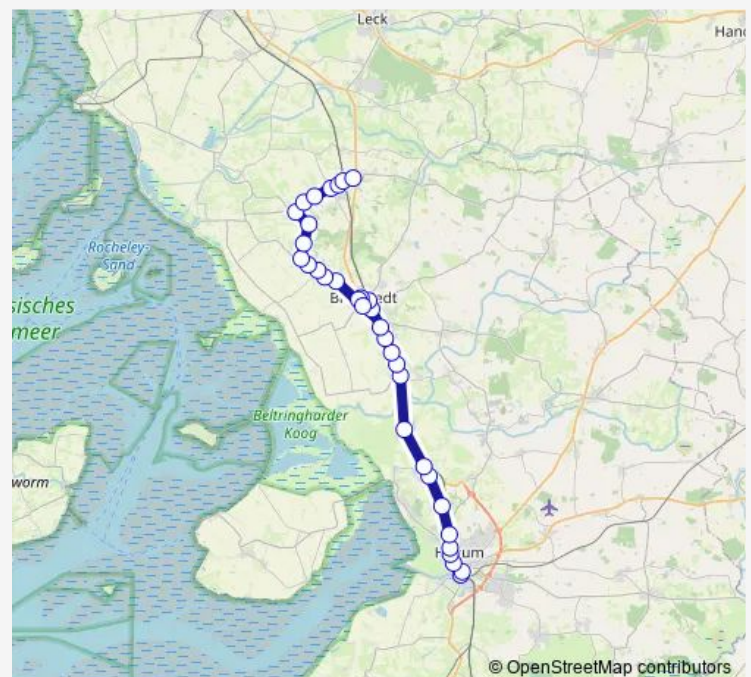 Leck
Hand
Rocheley-
Sand
sisches
meer
Beltringharder
Koog
worm
© OpenStreetMap contributors